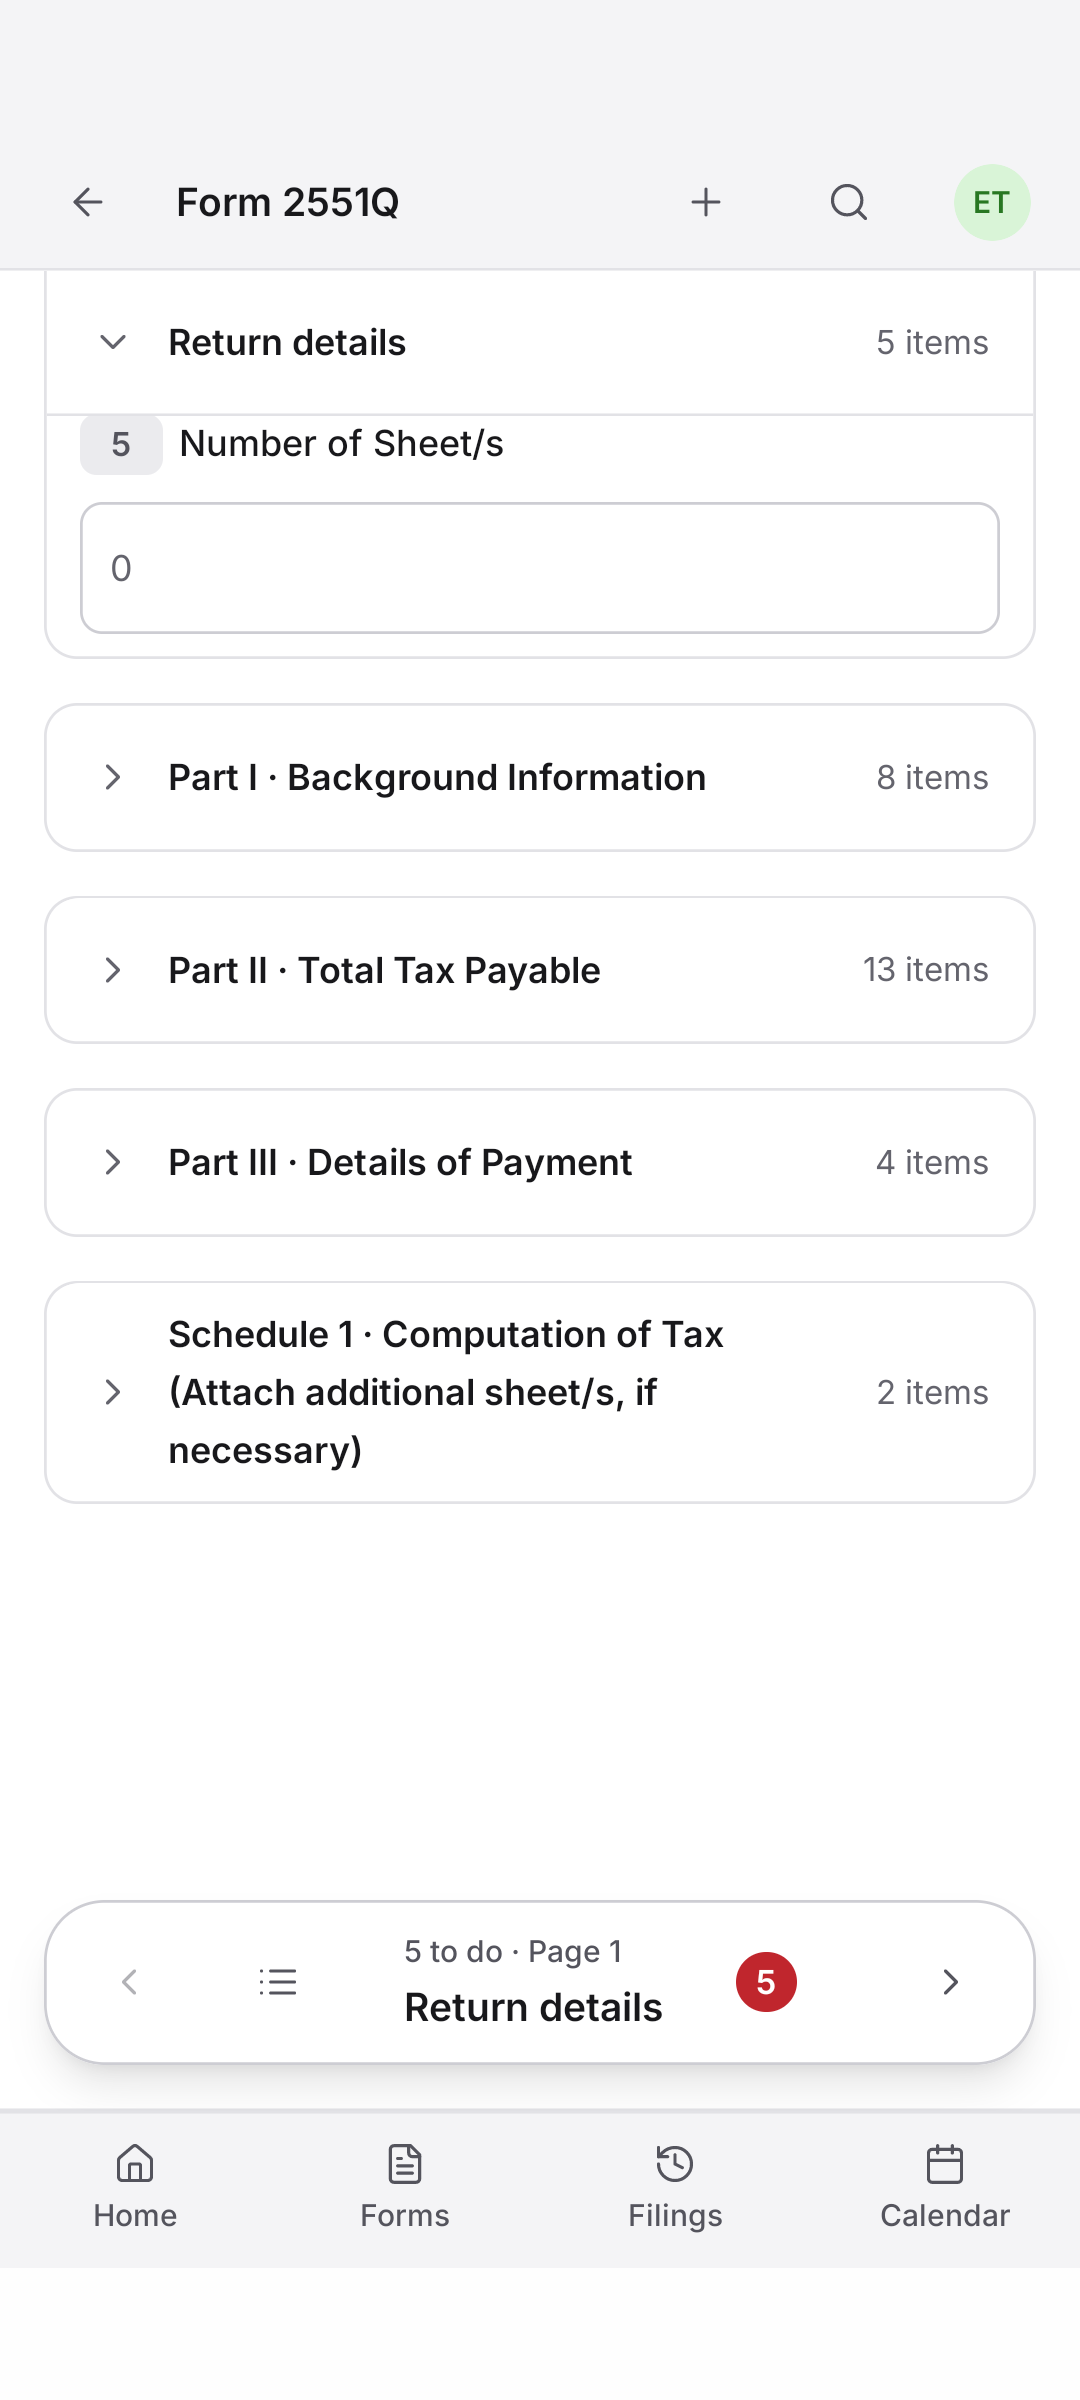 Form 2551Q
ET
Return details
5 items
5 Number of Sheet/s
0
Part I · Background Information
8 items
Part II · Total Tax Payable
13 items
Part III · Details of Payment
4 items
Schedule 1 · Computation of Tax
(Attach additional sheet/s, if
necessary)
2 items
5 to do · Page 1
Return details
5
Home
Forms
Filings
Calendar